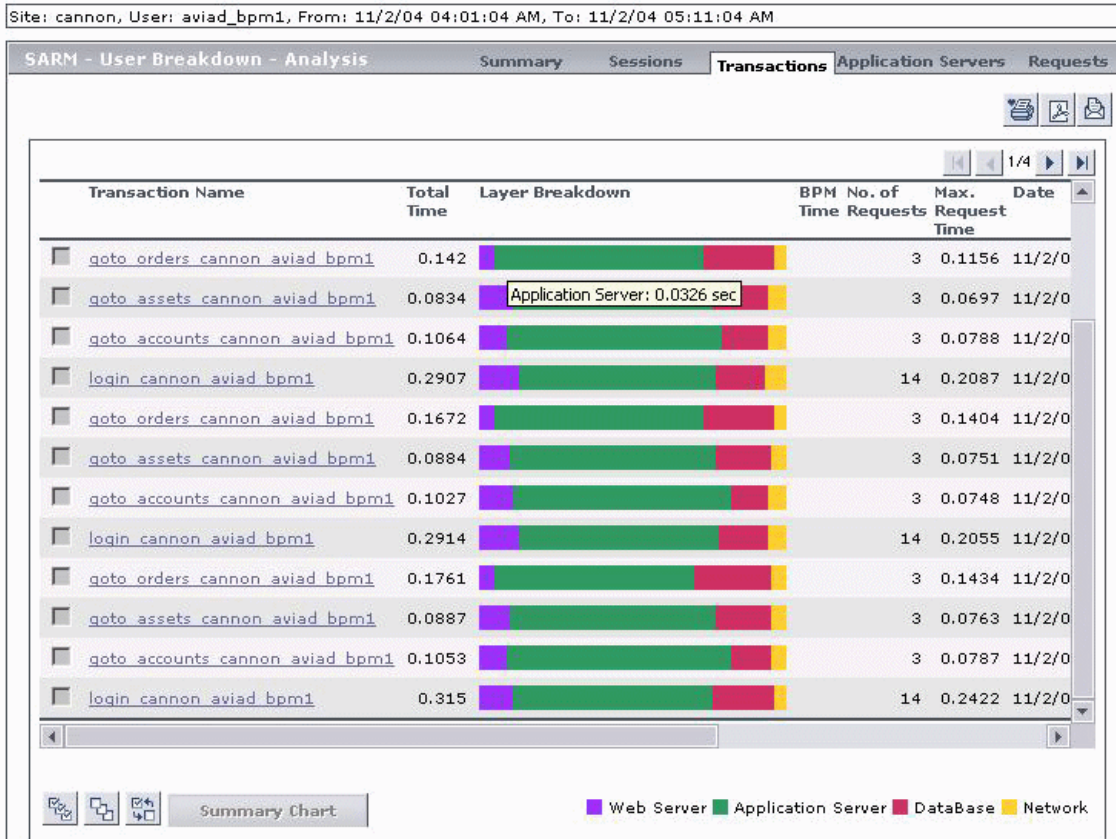 Site: cannon, User: aviad_bpm1, From: 11/2/04 04:01:04 AM, To: 11/2/04 05:11:04 AM
SARM - User Breakdown - Analysis Summary Sessions Transactions Application Servers Requests
1/4
Transaction Name Total Time Layer Breakdown BPM Time No. of Requests Max. Request Time Date
goto_orders_cannon_aviad_bpm1 0.142 3 0.1156 11/2/0
Application Server: 0.0326 sec
goto_assets_cannon_aviad_bpm1 0.0834 3 0.0697 11/2/0
goto_accounts_cannon_aviad_bpm1 0.1064 3 0.0788 11/2/0
login_cannon_aviad_bpm1 0.2907 14 0.2087 11/2/0
goto_orders_cannon_aviad_bpm1 0.1672 3 0.1404 11/2/0
goto_assets_cannon_aviad_bpm1 0.0884 3 0.0751 11/2/0
goto_accounts_cannon_aviad_bpm1 0.1027 3 0.0748 11/2/0
login_cannon_aviad_bpm1 0.2914 14 0.2055 11/2/0
goto_orders_cannon_aviad_bpm1 0.1761 3 0.1434 11/2/0
goto_assets_cannon_aviad_bpm1 0.0887 3 0.0763 11/2/0
goto_accounts_cannon_aviad_bpm1 0.1053 3 0.0787 11/2/0
login_cannon_aviad_bpm1 0.315 14 0.2422 11/2/0
Summary Chart Web Server Application Server DataBase Network